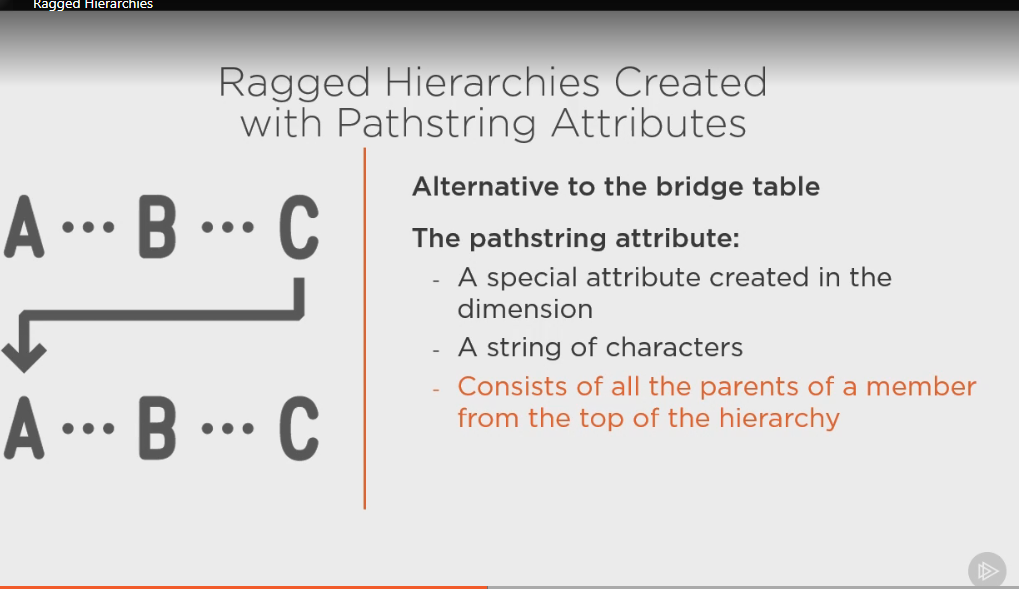 Ragged Hierarchies
Ragged Hierarchies Created
with Pathstring Attributes
A ••• B ••• C
A ••• B ••• C
Alternative to the bridge table
The pathstring attribute:
- A special attribute created in the
dimension
- A string of characters
- Consists of all the parents of a member
from the top of the hierarchy